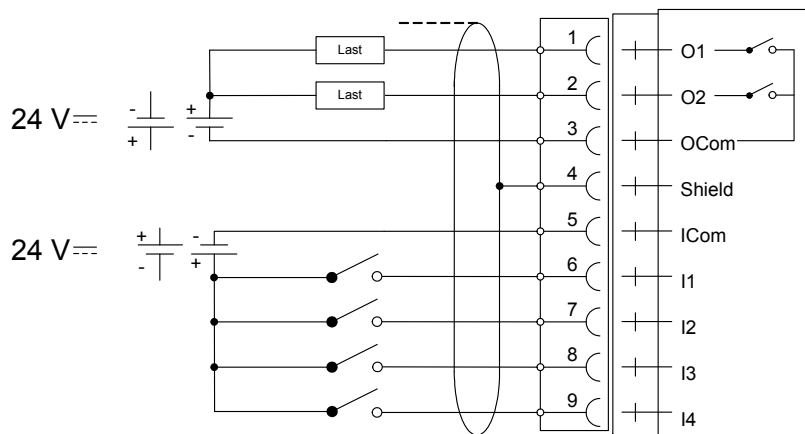 Last
1
O1
Last
2
O2
24 V
-
+
+
-
3
OCom
4
Shield
24 V
+
-
-
+
5
ICom
6
I1
7
I2
8
I3
9
I4